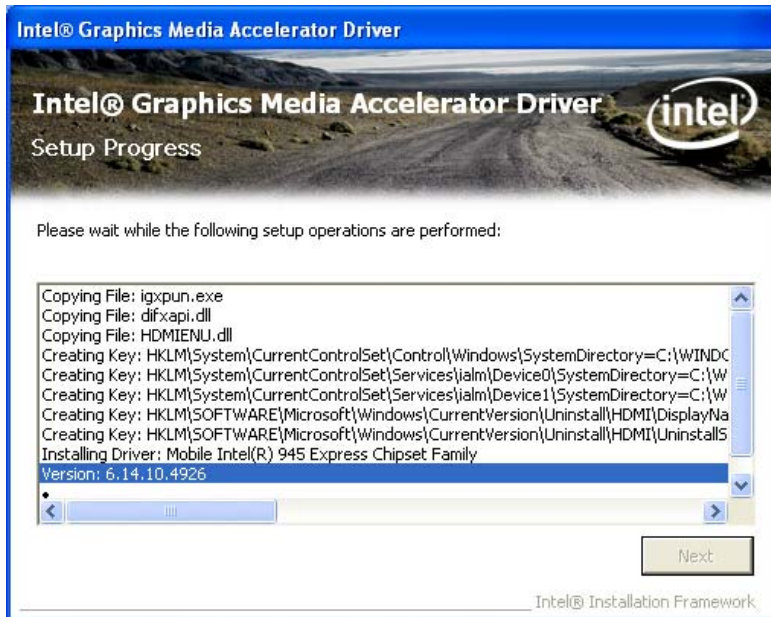 Intel® Graphics Media Accelerator Driver
Intel® Graphics Media Accelerator Driver
Setup Progress
intel
Please wait while the following setup operations are performed:
Copying File: igxpun.exe
Copying File: difxapi.dll
Copying File: HDMIENU.dll
Creating Key: HKLM\System\CurrentControlSet\Control\Windows\SystemDirectory=C:\WINDO
Creating Key: HKLM\System\CurrentControlSet\Services\ialm\Device0\SystemDirectory=C:\W
Creating Key: HKLM\System\CurrentControlSet\Services\ialm\Device1\SystemDirectory=C:\W
Creating Key: HKLM\SOFTWARE\Microsoft\Windows\CurrentVersion\Uninstall\HDMI\DisplayNa
Creating Key: HKLM\SOFTWARE\Microsoft\Windows\CurrentVersion\Uninstall\HDMI\UninstallS
Installing Driver: Mobile Intel(R) 945 Express Chipset Family
Version: 6.14.10.4926
Next
Intel® Installation Framework